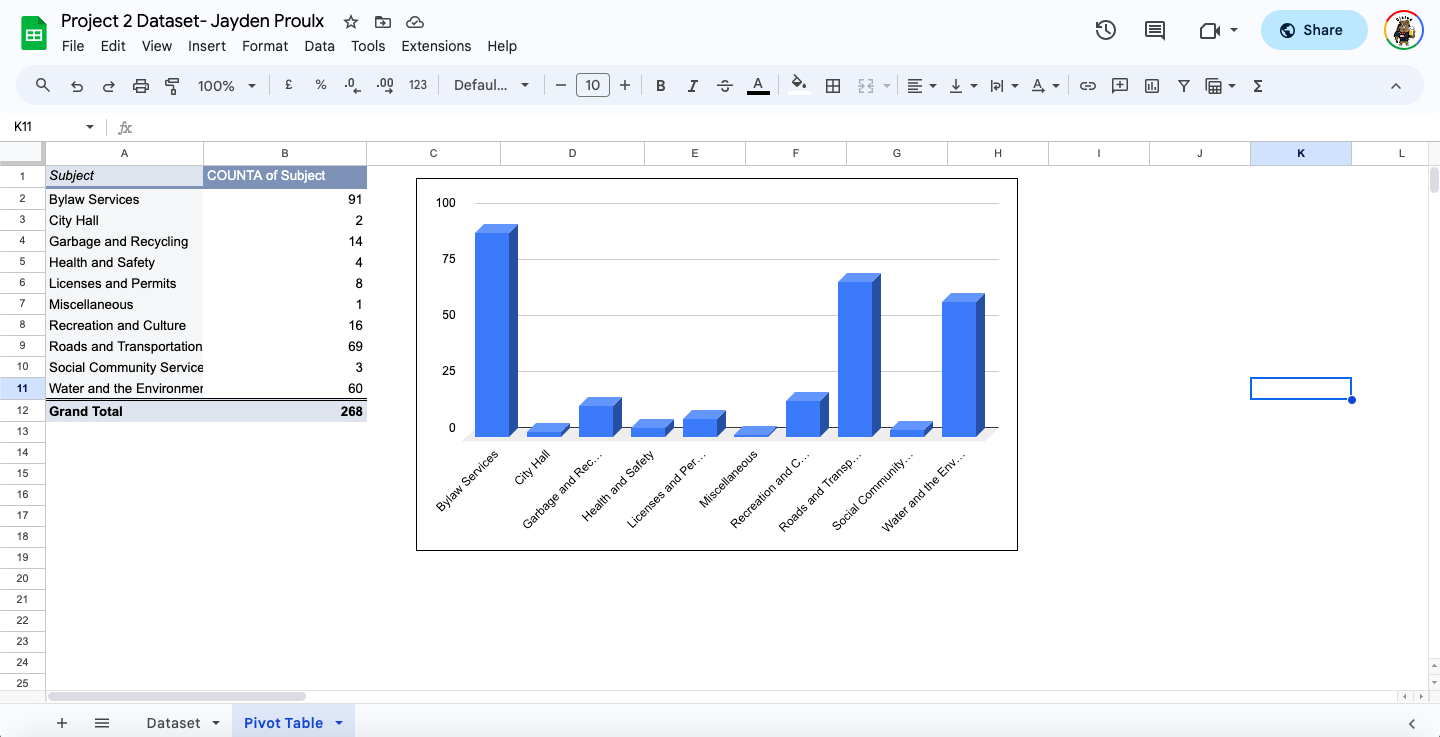 Project 2 Dataset- Jayden Proulx
File Edit View Insert Format Data Tools Extensions Help
Share
100% £ % .0 .00 123 Defaul... − 10 + B I S A A Σ
K11 fx
A B C D E F G H I J K L
1 Subject COUNTA of Subject
2 Bylaw Services 91
3 City Hall 2
4 Garbage and Recycling 14
5 Health and Safety 4
6 Licenses and Permits 8
7 Miscellaneous 1
8 Recreation and Culture 16
9 Roads and Transportation 69
10 Social Community Service 3
11 Water and the Environmer 60
12 Grand Total 268
13
14
15
16
17
18
19
20
21
22
23
24
25
100
75
50
25
0
Bylaw Services
City Hall
Garbage and Rec...
Health and Safety
Licenses and Per...
Miscellaneous
Recreation and C...
Roads and Transp...
Social Community...
Water and the Env...
+ Dataset Pivot Table